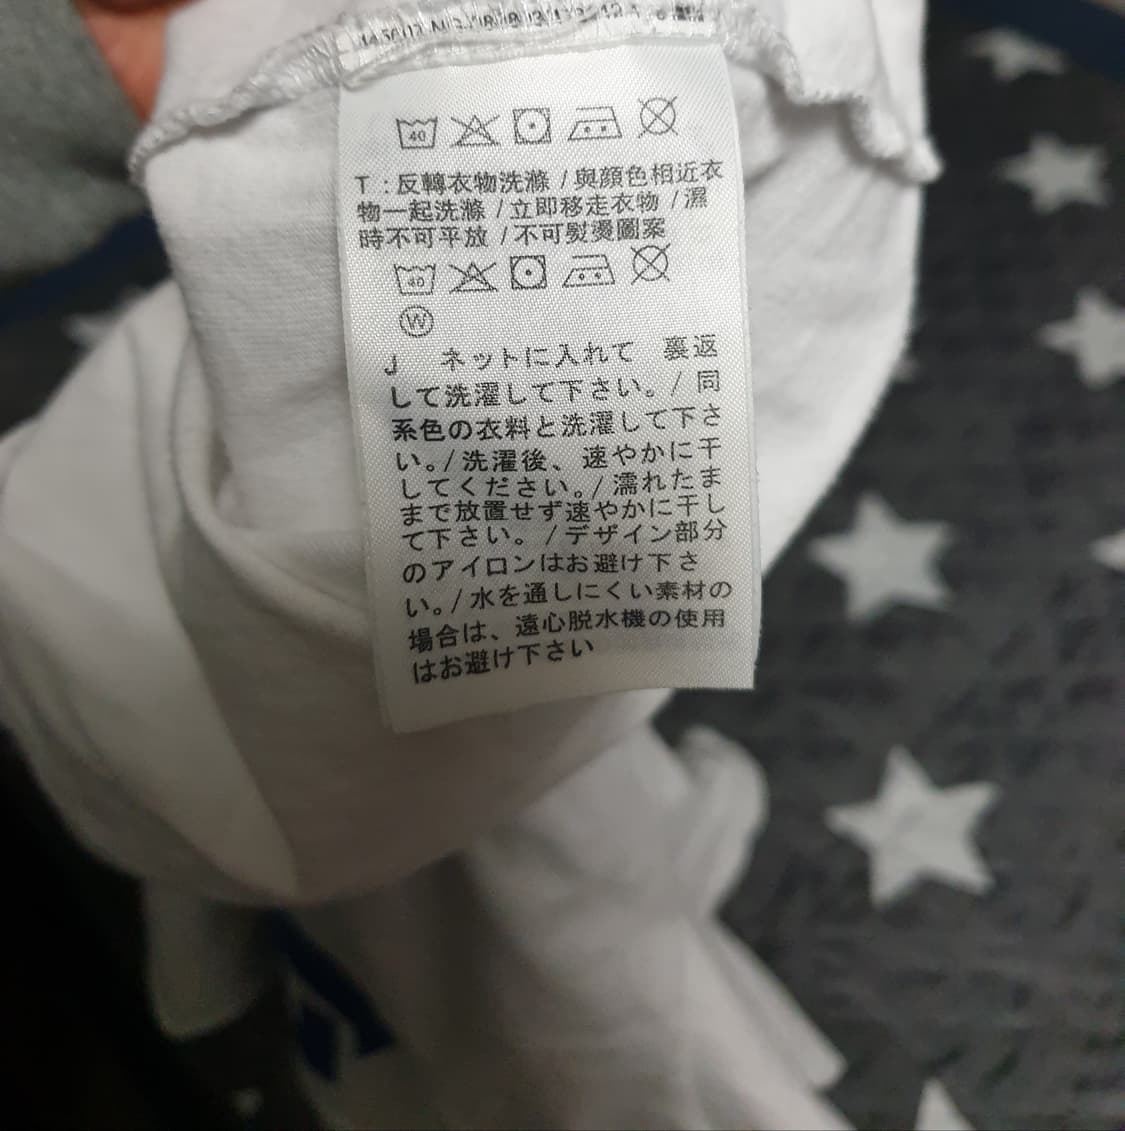 40
T : 反轉衣物洗滌 / 與顏色相近衣
物一起洗滌 / 立即移走衣物 / 濕
時不可平放 / 不可熨燙圖案
40
W
J ネットに入れて 裏返
して洗濯して下さい。/ 同
系色の衣料と洗濯して下さ
い。/ 洗濯後、速やかに干
してください。/ 濡れたま
まで放置せず速やかに干し
て下さい。 / デザイン部分
のアイロンはお避け下さ
い。/ 水を通しにくい素材の
場合は、遠心脱水機の使用
はお避け下さい